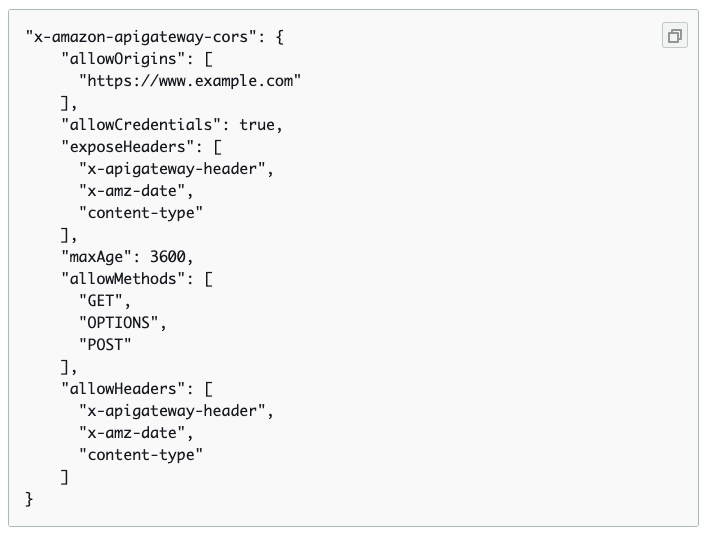 "x-amazon-apigateway-cors": {
    "allowOrigins": [
      "https://www.example.com"
    ],
    "allowCredentials": true,
    "exposeHeaders": [
      "x-apigateway-header",
      "x-amz-date",
      "content-type"
    ],
    "maxAge": 3600,
    "allowMethods": [
      "GET",
      "OPTIONS",
      "POST"
    ],
    "allowHeaders": [
      "x-apigateway-header",
      "x-amz-date",
      "content-type"
    ]
}